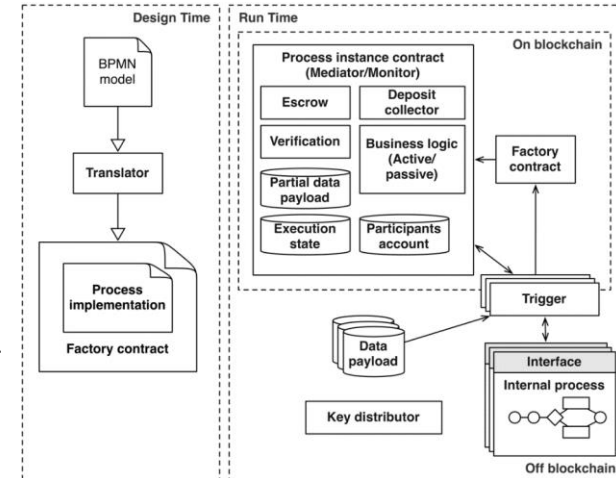 Design Time
BPMN
model
Translator
Process
implementation
Factory contract
Run Time
On blockchain
Process instance contract
(Mediator/Monitor)
Escrow
Deposit
collector
Verification
Business logic
(Active/
passive)
Partial data
payload
Execution
state
Participants
account
Factory
contract
Trigger
Data
payload
Interface
Internal process
Key distributor
Off blockchain